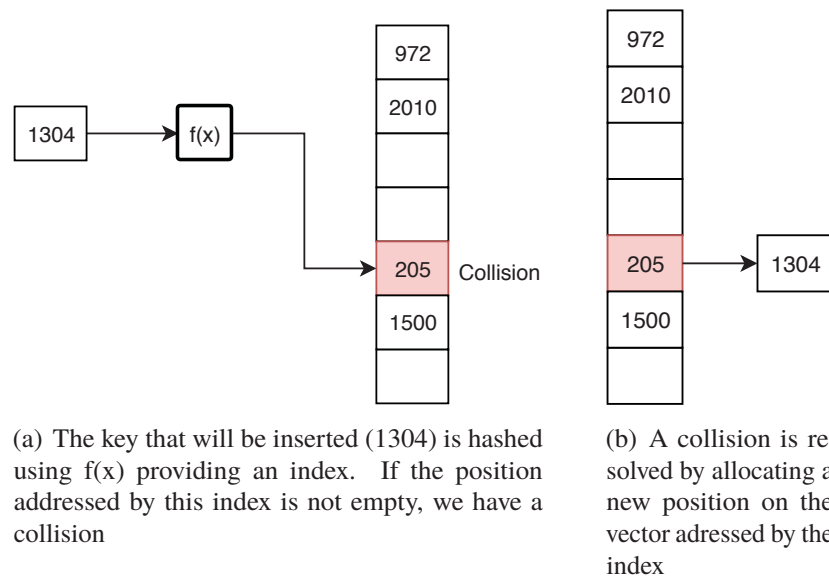 972
2010
1304
f(x)
205
Collision
1500
972
2010
205
1304
1500
(a) The key that will be inserted (1304) is hashed
using f(x) providing an index. If the position
addressed by this index is not empty, we have a
collision
(b) A collision is re
solved by allocating a
new position on the
vector adressed by the
index